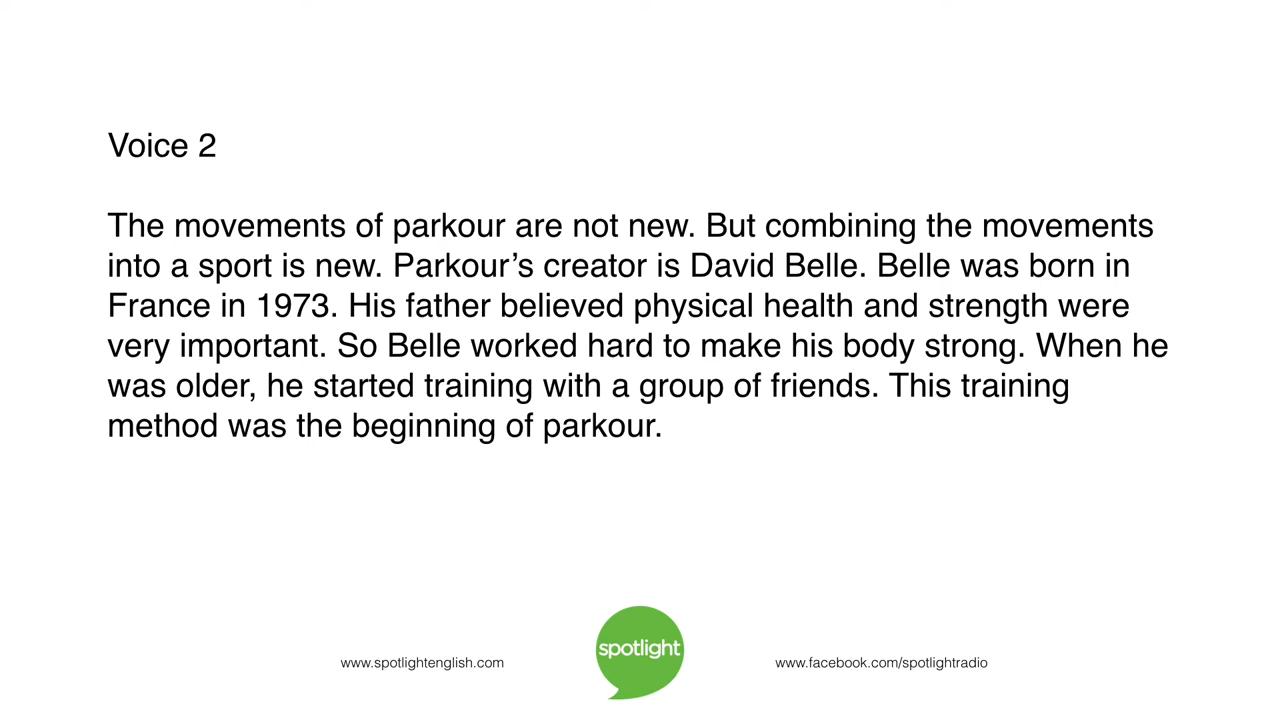 Voice 2
The movements of parkour are not new. But combining the movements
into a sport is new. Parkour’s creator is David Belle. Belle was born in
France in 1973. His father believed physical health and strength were
very important. So Belle worked hard to make his body strong. When he
was older, he started training with a group of friends. This training
method was the beginning of parkour.
www.spotlightenglish.com
spotlight
www.facebook.com/spotlightradio